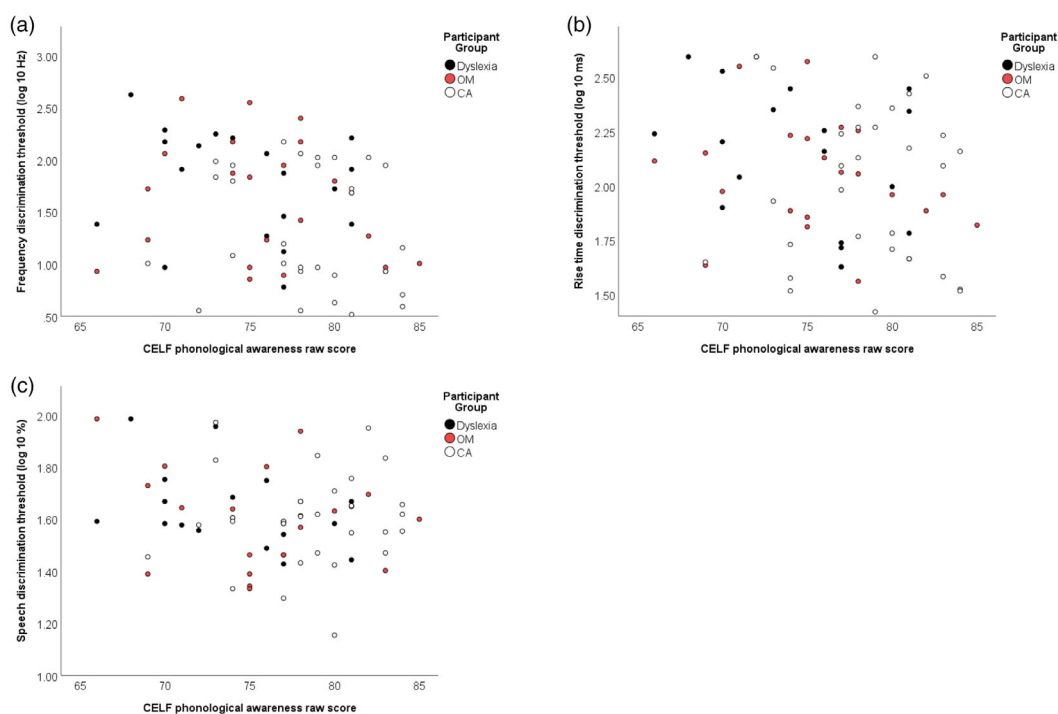 (a)
Participant
Group
Dyslexia
OM
CA
Frequency discrimination threshold (log 10 Hz)
3.00
2.50
2.00
1.50
1.00
.50
65 70 75 80 85
CELF phonological awareness raw score
(b)
Participant
Group
Dyslexia
OM
CA
Rise time discrimination threshold (log 10 ms)
2.50
2.25
2.00
1.75
1.50
65 70 75 80 85
CELF phonological awareness raw score
(c)
Participant
Group
Dyslexia
OM
CA
Speech discrimination threshold (log 10 %)
2.00
1.80
1.60
1.40
1.20
1.00
65 70 75 80 85
CELF phonological awareness raw score